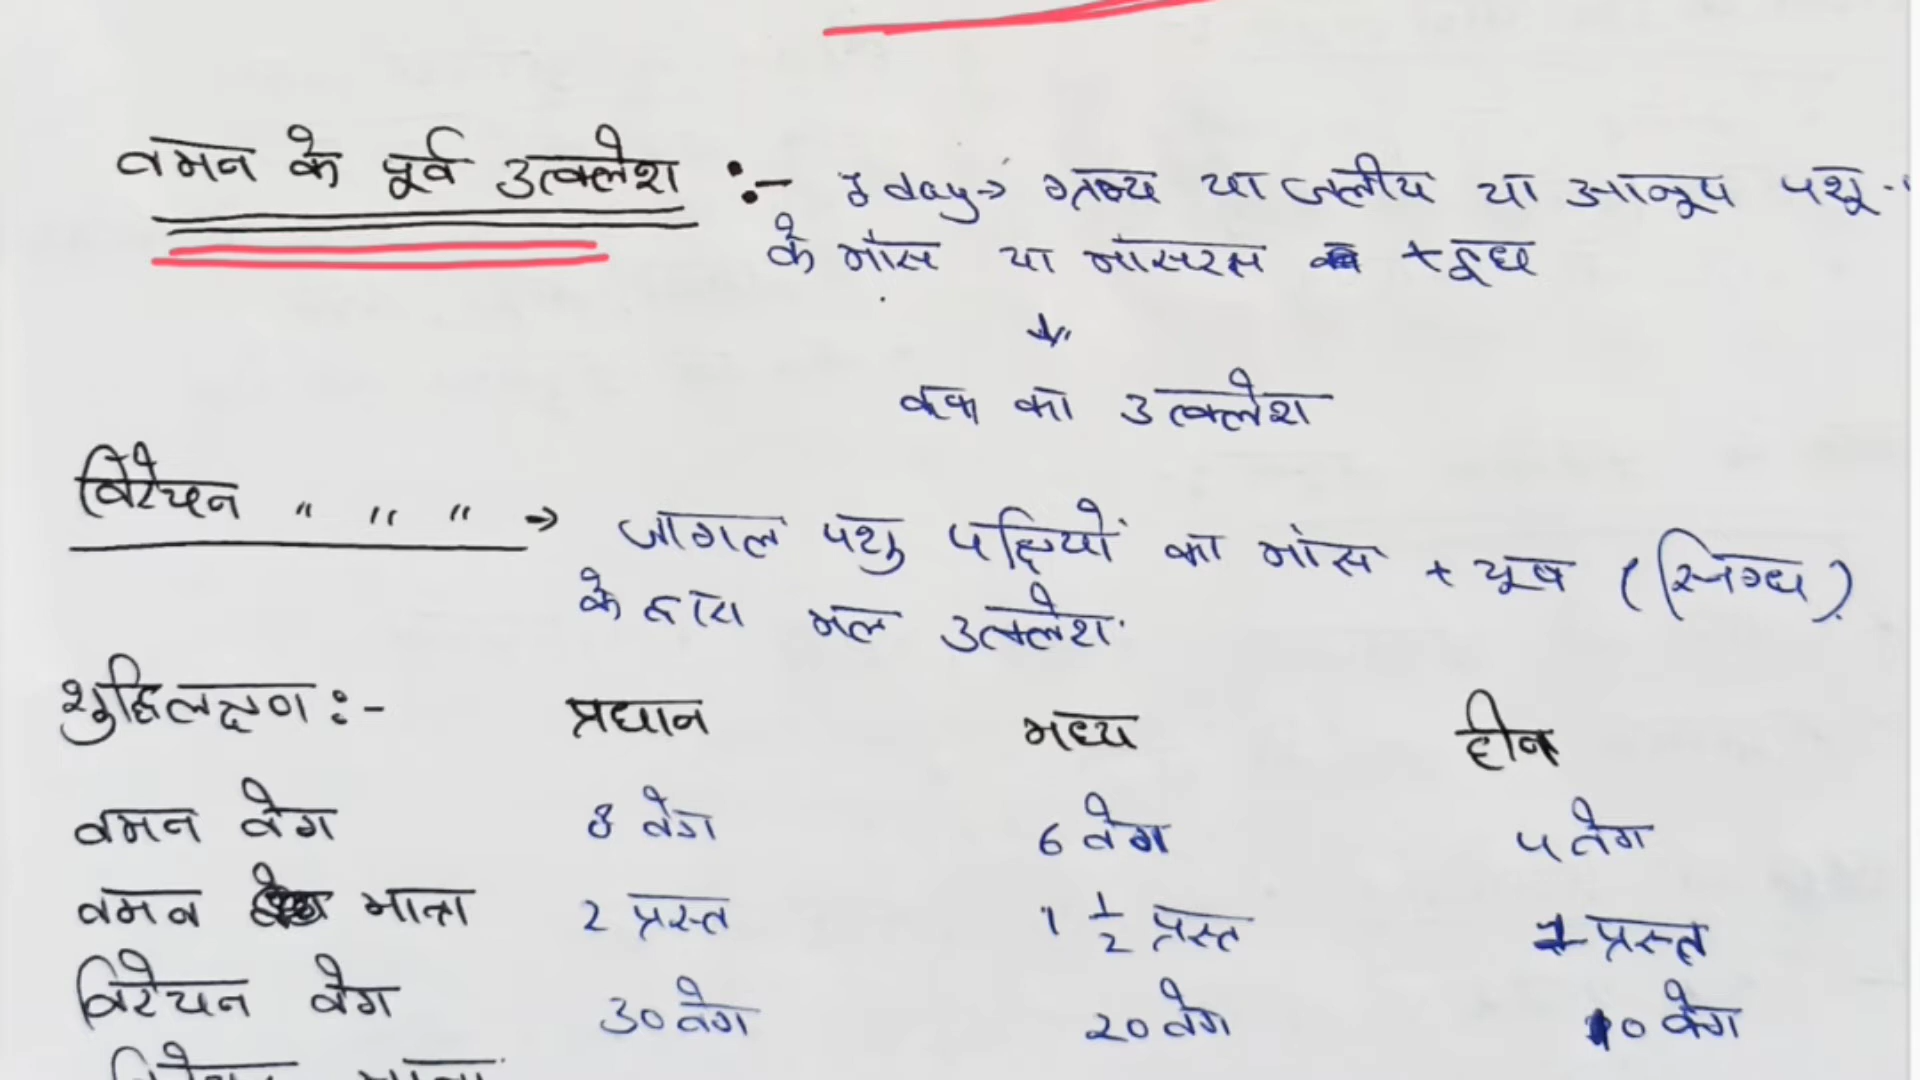 वमन के पूर्व उत्क्लेश :- 1 day → ग्राम्य या जलीय या आनूप पशु
के मांस या मांसरस + दूध
↓
कफ का उत्क्लेश
विरेचन " " " → जांगल पशु पक्षियों का मांस + यूष (स्निग्ध)
के द्वारा मल उत्क्लेश
शुद्धिलक्षण :- प्रधान मध्य हीन
वमन वेग 8 वेग 6 वेग 4 वेग
वमन मात्रा 2 प्रस्त 1 1/2 प्रस्त 1 प्रस्त
विरेचन वेग 30 वेग 20 वेग 10 वेग